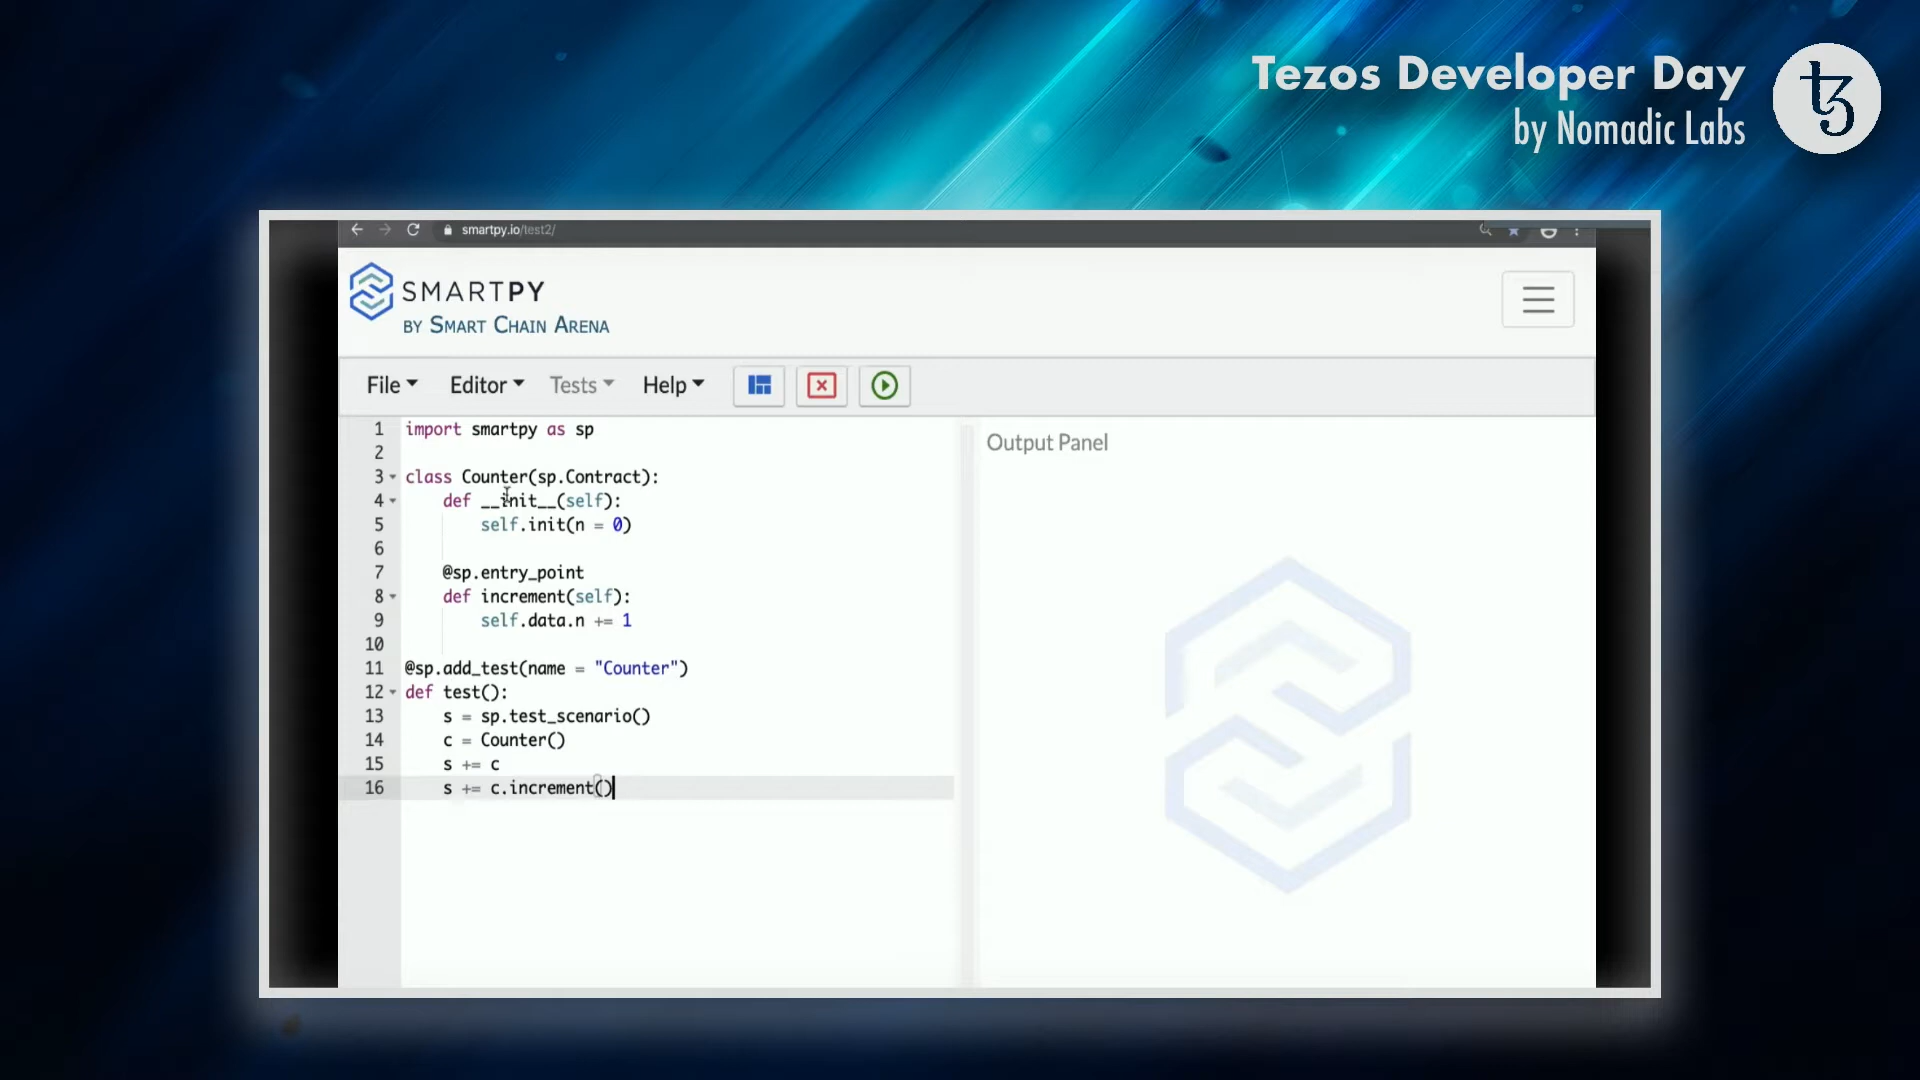 Tezos Developer Day
by Nomadic Labs
smartpy.io/test2/
SMARTPY
BY SMART CHAIN ARENA
File Editor Tests Help
1 import smartpy as sp
2
3 class Counter(sp.Contract):
4     def __init__(self):
5         self.init(n = 0)
6
7     @sp.entry_point
8     def increment(self):
9         self.data.n += 1
10
11 @sp.add_test(name = "Counter")
12 def test():
13     s = sp.test_scenario()
14     c = Counter()
15     s += c
16     s += c.increment()
Output Panel